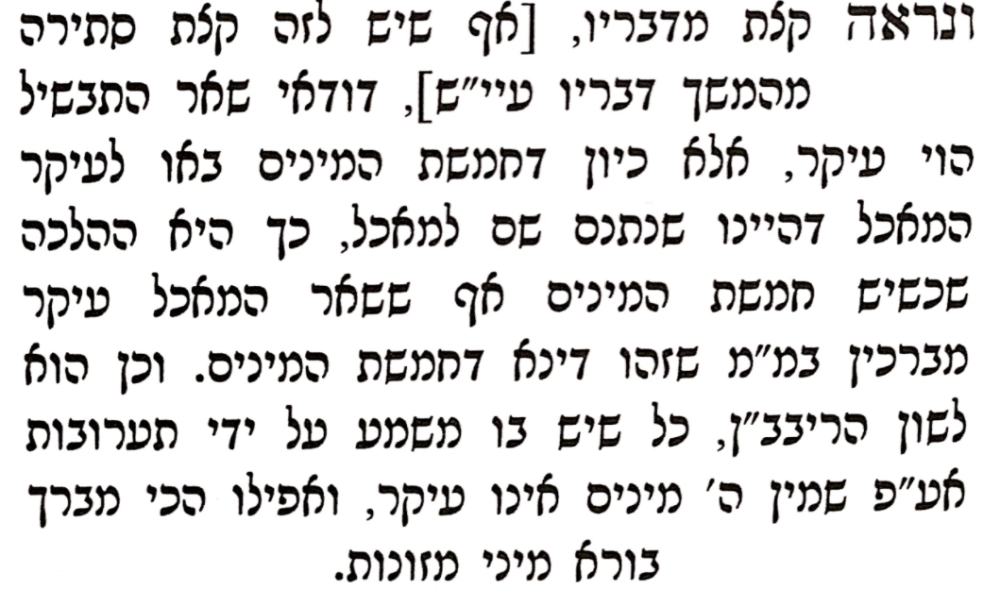 ונראה קצת מדבריו, [אף שיש לזה קצת סתירה
מהמשך דבריו עיי״ש], דודאי שאר התבשיל
הוי עיקר, אלא כיון דחמשת המינים באו לעיקר
המאכל דהיינו שנתנם שם למאכל, כך היא ההלכה
שכשיש חמשת המינים אף ששאר המאכל עיקר
מברכין במ״מ שזהו דינא דחמשת המינים. וכן הוא
לשון הריבב״ן, כל שיש בו משמע על ידי תערובות
אע״פ שמין ה׳ מינים אינו עיקר, ואפילו הכי מברך
בורא מיני מזונות.